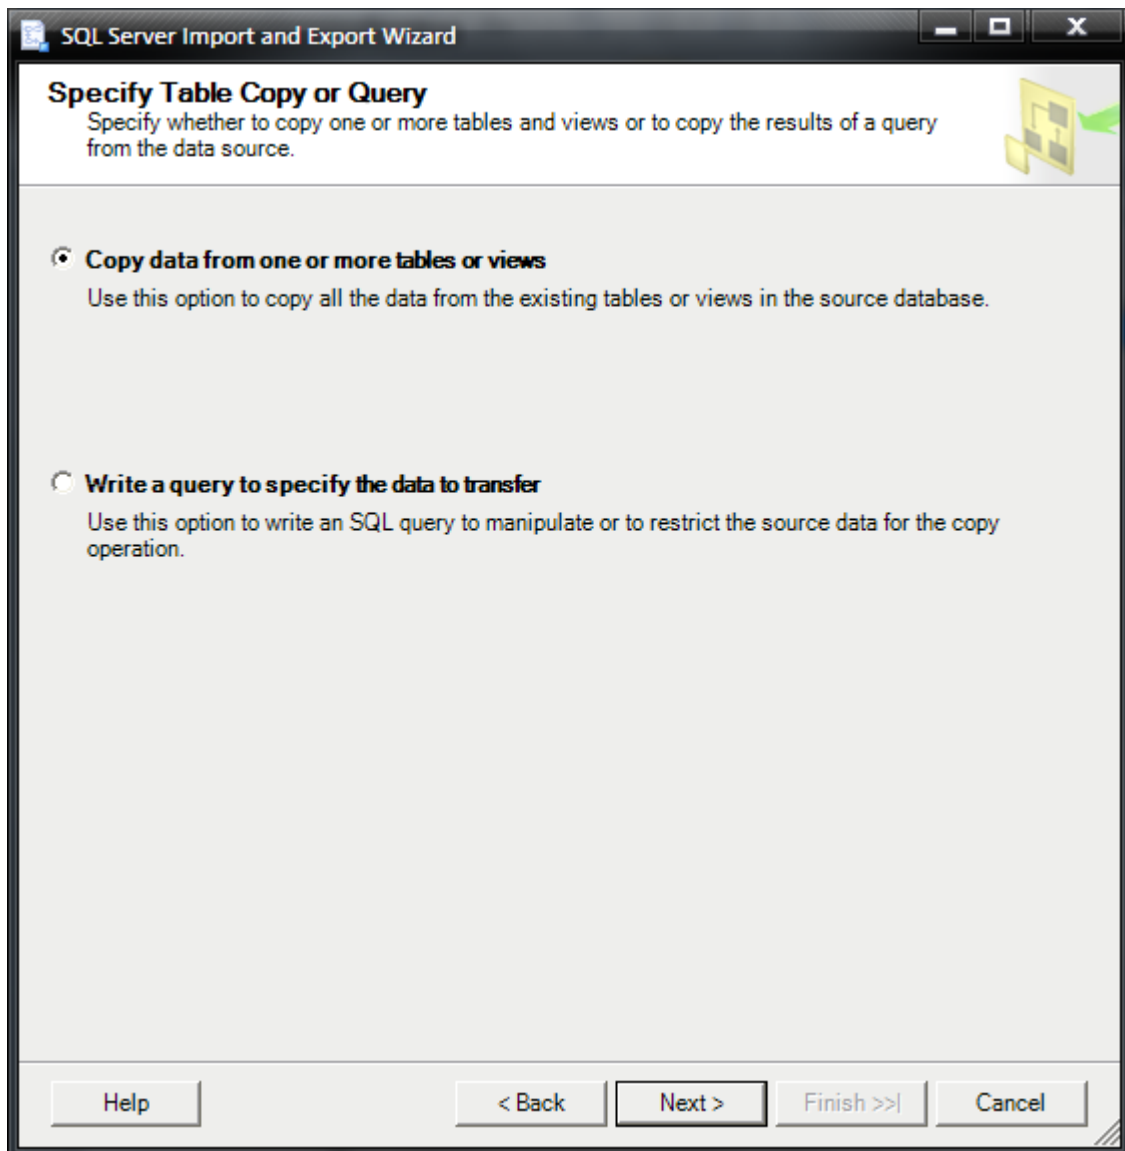 SQL Server Import and Export Wizard
Specify Table Copy or Query
Specify whether to copy one or more tables and views or to copy the results of a query
from the data source.
Copy data from one or more tables or views
Use this option to copy all the data from the existing tables or views in the source database.
Write a query to specify the data to transfer
Use this option to write an SQL query to manipulate or to restrict the source data for the copy
operation.
Help < Back Next > Finish >>| Cancel